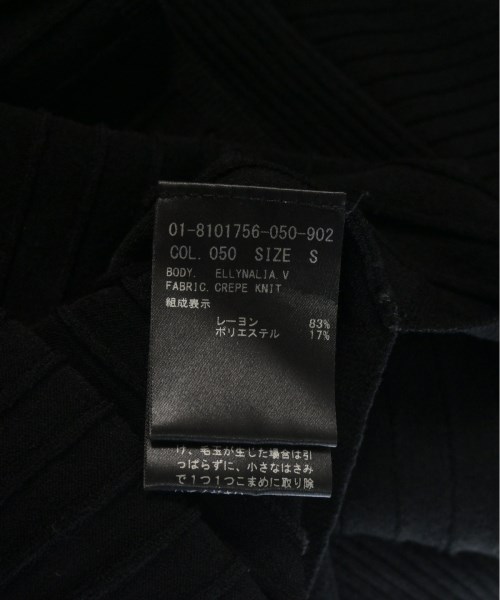 01-8101756-050-902
COL. 050 SIZE S
BODY. ELLYNALIA.V
FABRIC. CREPE KNIT
組成表示
レーヨン 83%
ポリエステル 17%
け、毛玉が生じた場合は引
っぱらずに、小さなはさみ
で1つ1つこまめに取り除